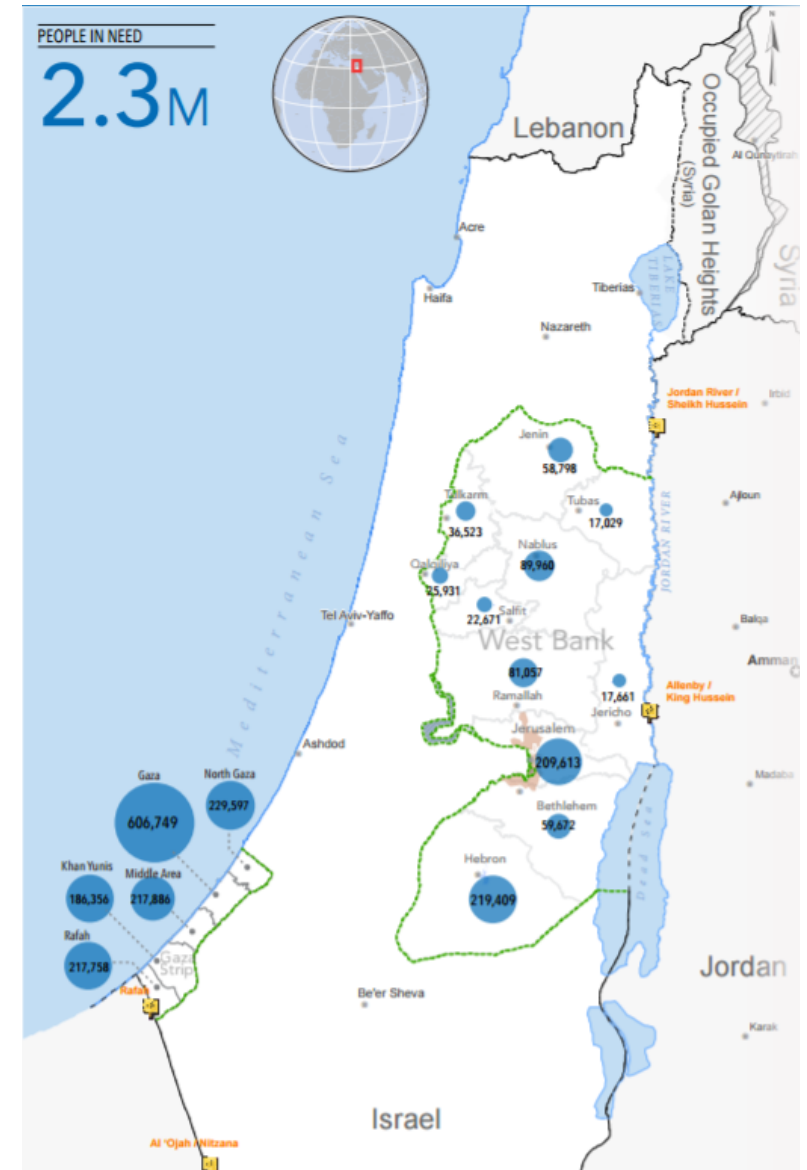 PEOPLE IN NEED
2.3M
N
Lebanon
Occupied Golan Heights
(Syria)
Al Qunaytirah
Syria
Acre
Haifa
LAKE
TIBERIAS
Tiberias
Nazareth
Jordan River /
Sheikh Hussein
Irbid
Jenin
58,798
Tulkarm
36,523
Tubas
17,029
Ajloun
JORDAN RIVER
Nablus
89,960
Qalqiliya
25,931
22,671
Salfit
Mediterranean Sea
Tel Aviv-Yaffo
West Bank
Balqa
Amman
81,057
Ramallah
17,661
Jericho
Allenby /
King Hussein
Jerusalem
209,613
Ashdod
Madaba
Gaza
606,749
North Gaza
229,597
Bethlehem
59,672
Dead Sea
Khan Yunis
186,356
Middle Area
217,886
Hebron
219,409
Rafah
217,758
Gaza
Strip
Rafah
Be'er Sheva
Jordan
Karak
Israel
Al 'Ojah / Nitzana